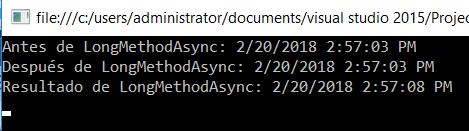 file:///c:/users/administrator/documents/visual studio 2015/Projec
Antes de LongMethodAsync: 2/20/2018 2:57:03 PM
Después de LongMethodAsync: 2/20/2018 2:57:03 PM
Resultado de LongMethodAsync: 2/20/2018 2:57:08 PM